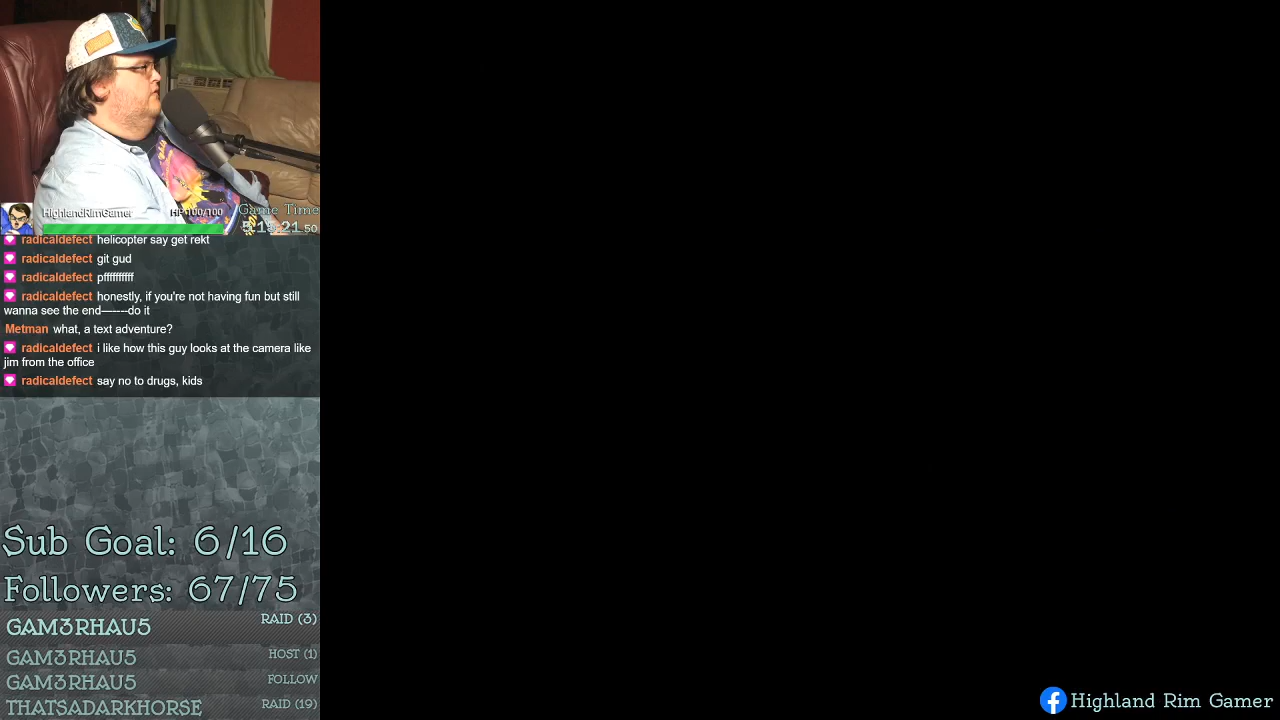 HighlandRimGamer HP 100/100
Game Time
radicaldefect helicopter say get rekt
radicaldefect git gud
radicaldefect pffffffffff
radicaldefect honestly, if you're not having fun but still
wanna see the end-------do it
Metman what, a text adventure?
radicaldefect i like how this guy looks at the camera like
jim from the office
radicaldefect say no to drugs, kids
Sub Goal: 6/16
Followers: 67/75
GAM3RHAU5 RAID (3)
GAM3RHAU5 HOST (1)
GAM3RHAU5 FOLLOW
THATSADARKHORSE RAID (19)
Highland Rim Gamer